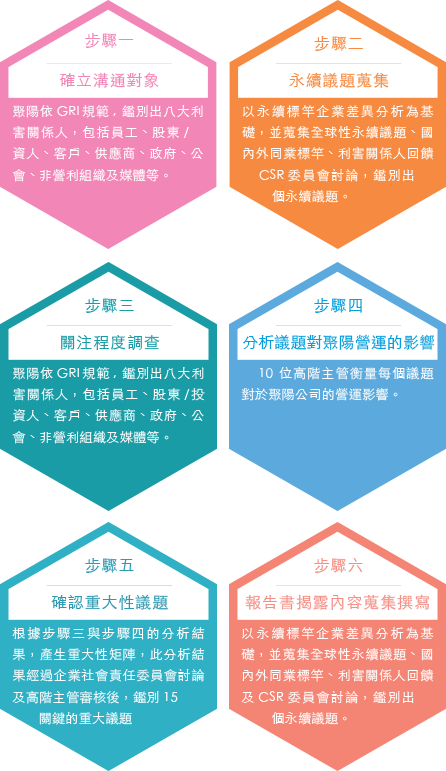 步驟一
確立溝通對象
聚陽依 GRI 規範 , 鑑別出八大利
害關係人，包括員工、股東 /
資人、客戶、供應商、政府、公
會、非營利組織及媒體等。
步驟二
永續議題蒐集
以永續標竿企業差異分析為基
礎，並蒐集全球性永續議題、國
內外同業標竿、利害關係人回饋
CSR 委員會討論，鑑別出
個永續議題。
步驟三
關注程度調查
聚陽依 GRI 規範 , 鑑別出八大利
害關係人，包括員工、股東 /投
資人、客戶、供應商、政府、公
會、非營利組織及媒體等。
步驟四
分析議題對聚陽營運的影響
10 位高階主管衡量每個議題
對於聚陽公司的營運影響。
步驟五
確認重大性議題
根據步驟三與步驟四的分析結
果，產生重大性矩陣，此分析結
果經過企業社會責任委員會討論
及高階主管審核後，鑑別 15
關鍵的重大議題
步驟六
報告書揭露內容蒐集撰寫
以永續標竿企業差異分析為基
礎，並蒐集全球性永續議題、國
內外同業標竿、利害關係人回饋
及 CSR 委員會討論，鑑別出
個永續議題。